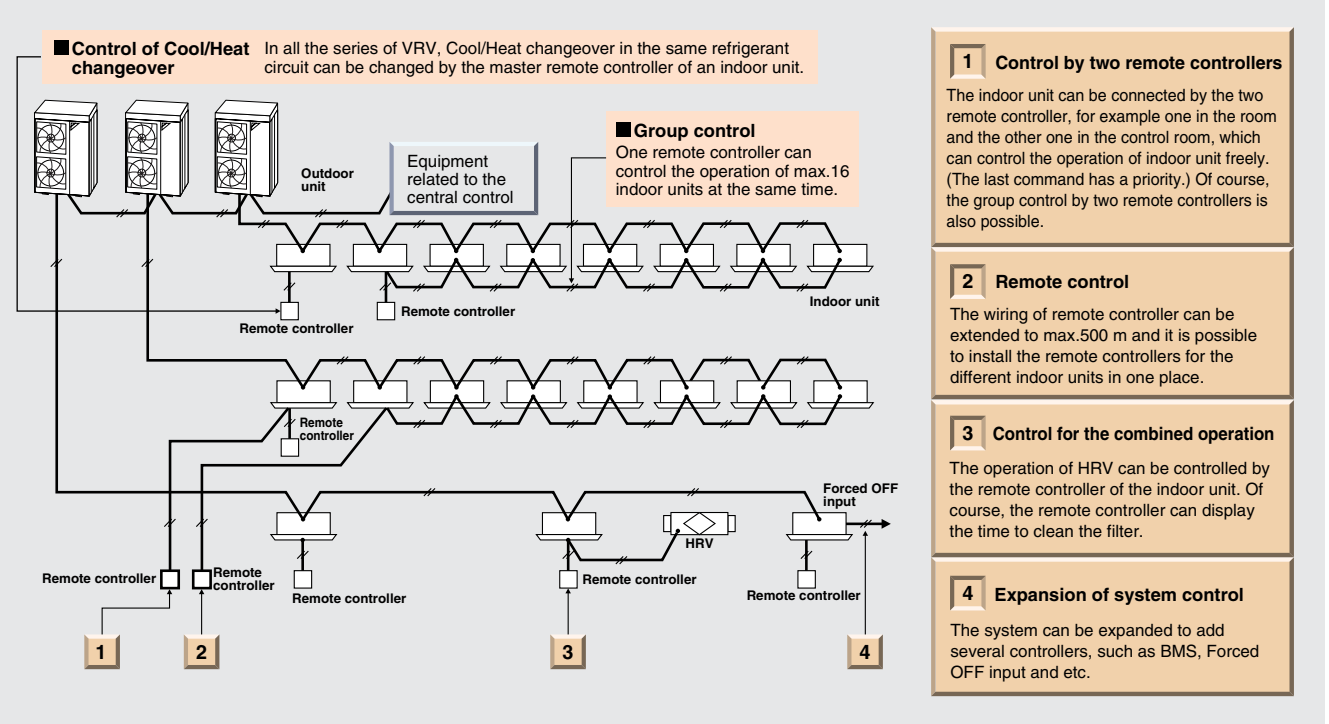 ■Control of Cool/Heat changeover
In all the series of VRV, Cool/Heat changeover in the same refrigerant
circuit can be changed by the master remote controller of an indoor unit.
■Group control
One remote controller can
control the operation of max.16
indoor units at the same time.
Equipment
related to the
central control
Outdoor
unit
Indoor unit
Remote controller
Remote controller
Remote
controller
Forced OFF
input
HRV
Remote controller
Remote
controller
Remote controller
Remote controller
Remote controller
1
2
3
4
1 Control by two remote controllers
The indoor unit can be connected by the two
remote controller, for example one in the room
and the other one in the control room, which
can control the operation of indoor unit freely.
(The last command has a priority.) Of course,
the group control by two remote controllers is
also possible.
2 Remote control
The wiring of remote controller can be
extended to max.500 m and it is possible
to install the remote controllers for the
different indoor units in one place.
3 Control for the combined operation
The operation of HRV can be controlled by
the remote controller of the indoor unit. Of
course, the remote controller can display
the time to clean the filter.
4 Expansion of system control
The system can be expanded to add
several controllers, such as BMS, Forced
OFF input and etc.